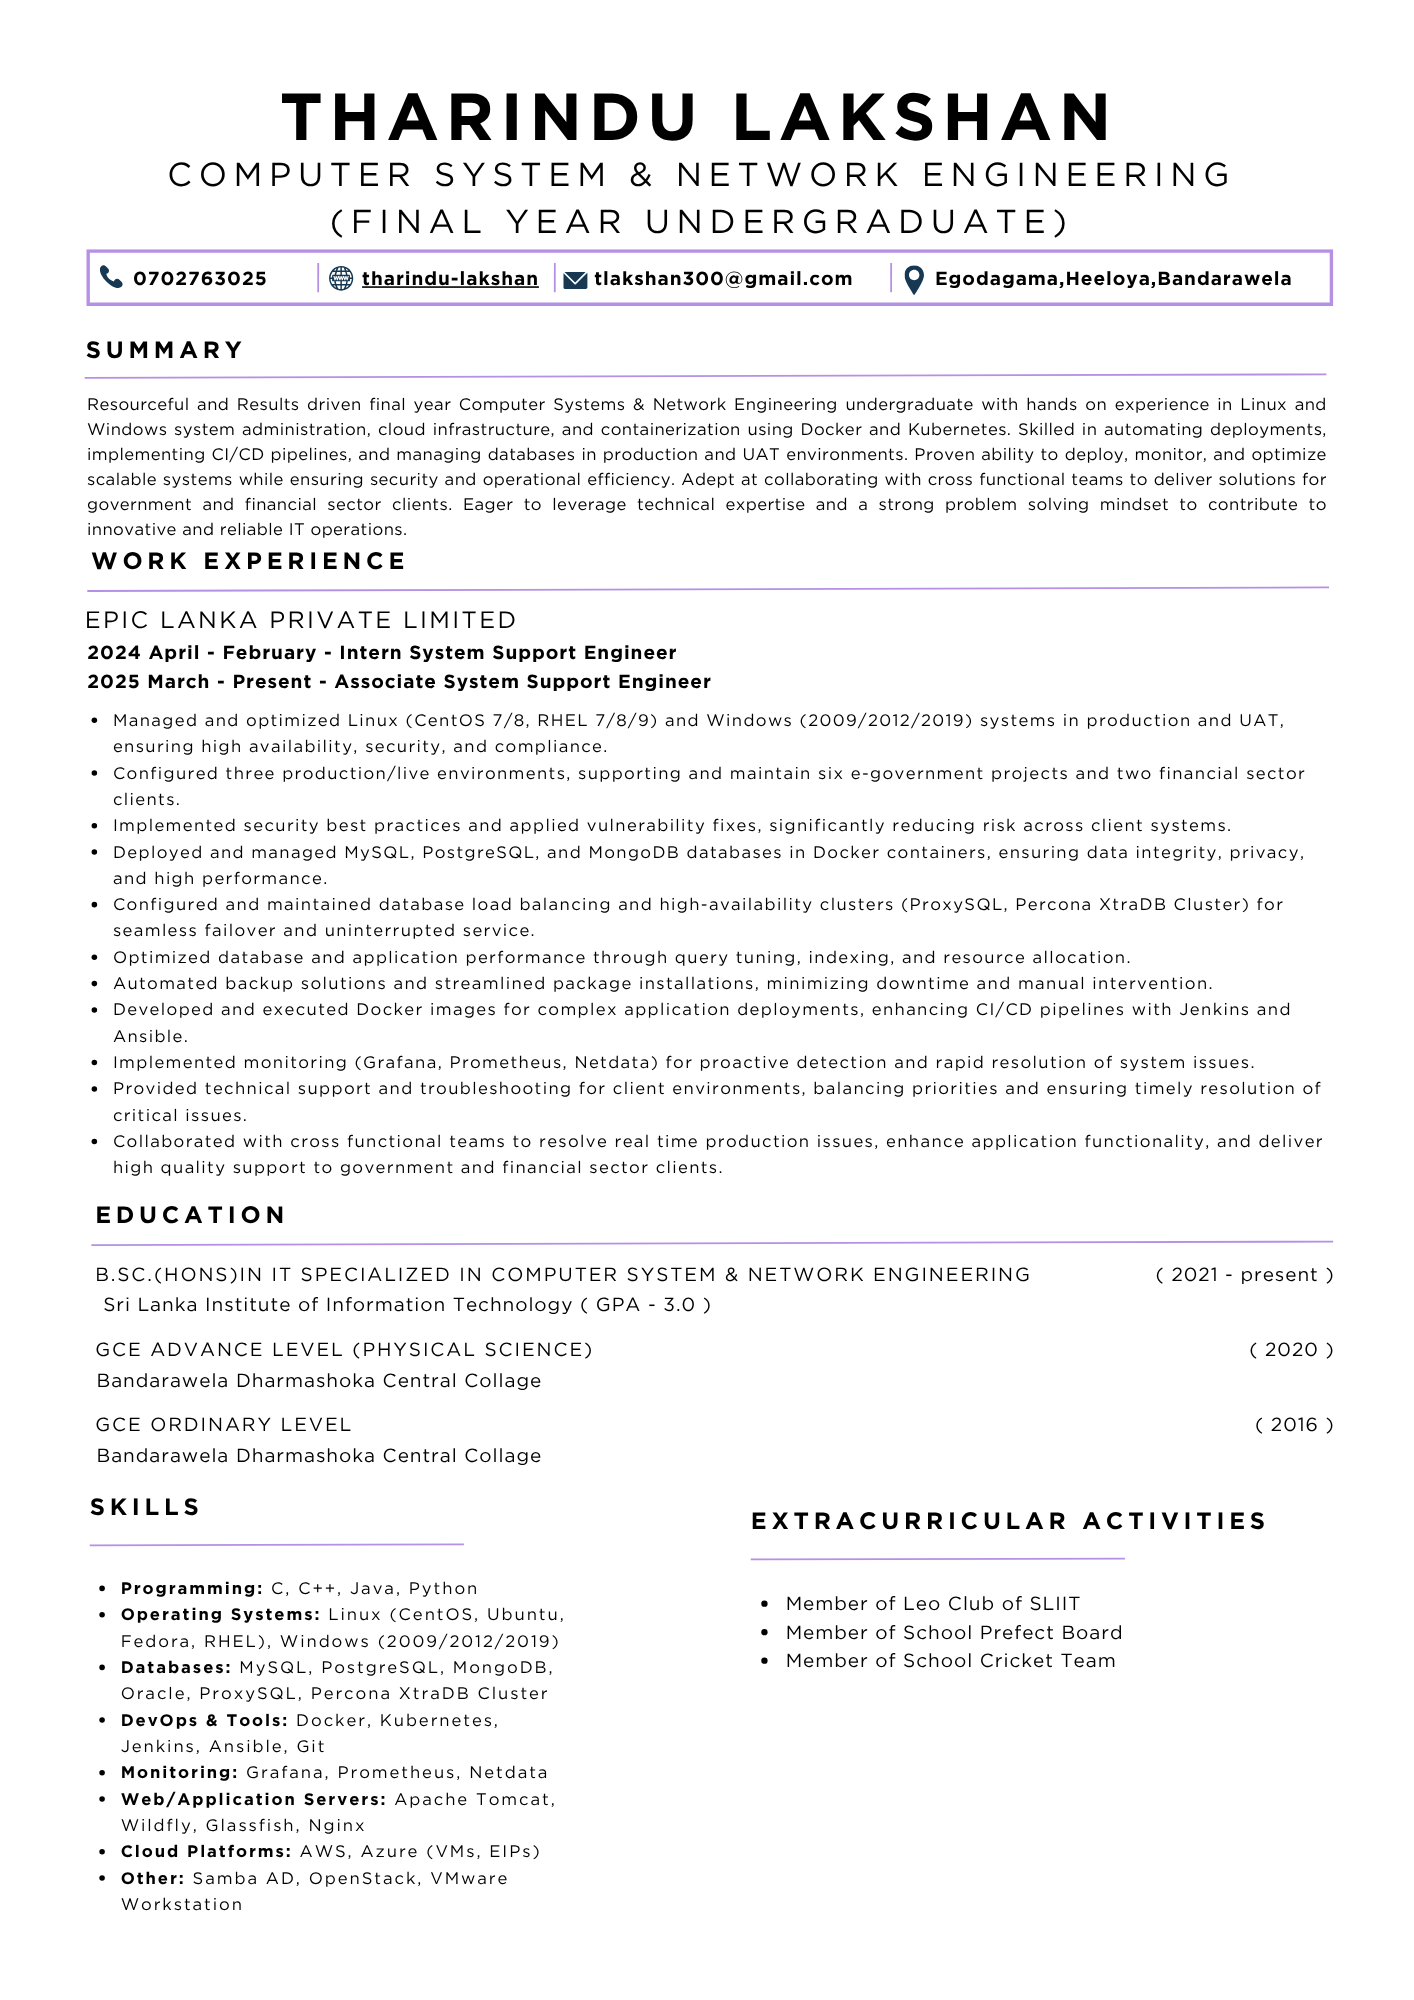 THARINDU LAKSHAN
COMPUTER SYSTEM & NETWORK ENGINEERING
(FINAL YEAR UNDERGRADUATE)
0702763025
tharindu-lakshan
tlakshan300@gmail.com
Egodagama,Heeloya,Bandarawela
SUMMARY
Resourceful and Results driven final year Computer Systems & Network Engineering undergraduate with hands on experience in Linux and
Windows system administration, cloud infrastructure, and containerization using Docker and Kubernetes. Skilled in automating deployments,
implementing CI/CD pipelines, and managing databases in production and UAT environments. Proven ability to deploy, monitor, and optimize
scalable systems while ensuring security and operational efficiency. Adept at collaborating with cross functional teams to deliver solutions for
government and financial sector clients. Eager to leverage technical expertise and a strong problem solving mindset to contribute to
innovative and reliable IT operations.
WORK EXPERIENCE
EPIC LANKA PRIVATE LIMITED
2024 April - February - Intern System Support Engineer
2025 March - Present - Associate System Support Engineer
• Managed and optimized Linux (CentOS 7/8, RHEL 7/8/9) and Windows (2009/2012/2019) systems in production and UAT,
ensuring high availability, security, and compliance.
• Configured three production/live environments, supporting and maintain six e-government projects and two financial sector
clients.
• Implemented security best practices and applied vulnerability fixes, significantly reducing risk across client systems.
• Deployed and managed MySQL, PostgreSQL, and MongoDB databases in Docker containers, ensuring data integrity, privacy,
and high performance.
• Configured and maintained database load balancing and high-availability clusters (ProxySQL, Percona XtraDB Cluster) for
seamless failover and uninterrupted service.
• Optimized database and application performance through query tuning, indexing, and resource allocation.
• Automated backup solutions and streamlined package installations, minimizing downtime and manual intervention.
• Developed and executed Docker images for complex application deployments, enhancing CI/CD pipelines with Jenkins and
Ansible.
• Implemented monitoring (Grafana, Prometheus, Netdata) for proactive detection and rapid resolution of system issues.
• Provided technical support and troubleshooting for client environments, balancing priorities and ensuring timely resolution of
critical issues.
• Collaborated with cross functional teams to resolve real time production issues, enhance application functionality, and deliver
high quality support to government and financial sector clients.
EDUCATION
B.SC.(HONS)IN IT SPECIALIZED IN COMPUTER SYSTEM & NETWORK ENGINEERING ( 2021 - present )
Sri Lanka Institute of Information Technology ( GPA - 3.0 )
GCE ADVANCE LEVEL (PHYSICAL SCIENCE) ( 2020 )
Bandarawela Dharmashoka Central Collage
GCE ORDINARY LEVEL ( 2016 )
Bandarawela Dharmashoka Central Collage
SKILLS
• Programming: C, C++, Java, Python
• Operating Systems: Linux (CentOS, Ubuntu,
Fedora, RHEL), Windows (2009/2012/2019)
• Databases: MySQL, PostgreSQL, MongoDB,
Oracle, ProxySQL, Percona XtraDB Cluster
• DevOps & Tools: Docker, Kubernetes,
Jenkins, Ansible, Git
• Monitoring: Grafana, Prometheus, Netdata
• Web/Application Servers: Apache Tomcat,
Wildfly, Glassfish, Nginx
• Cloud Platforms: AWS, Azure (VMs, EIPs)
• Other: Samba AD, OpenStack, VMware
Workstation
EXTRACURRICULAR ACTIVITIES
• Member of Leo Club of SLIIT
• Member of School Prefect Board
• Member of School Cricket Team